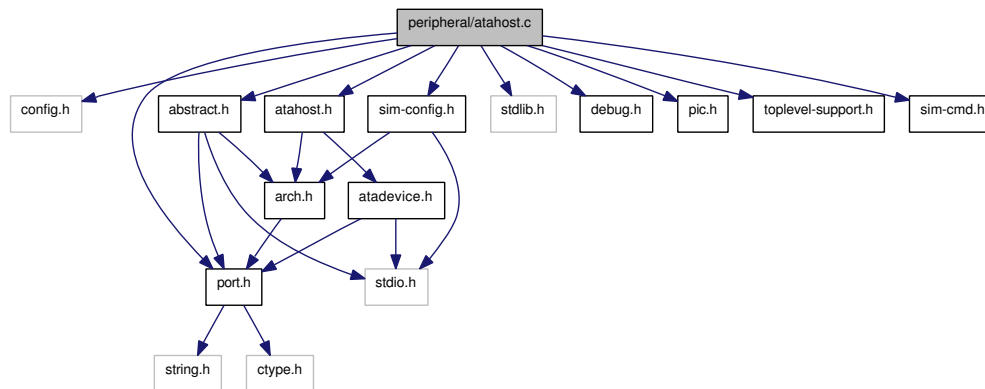 peripheral/atahost.c
config.h
abstract.h
atahost.h
sim-config.h
stdlib.h
debug.h
pic.h
toplevel-support.h
sim-cmd.h
arch.h
atadevice.h
port.h
stdio.h
string.h
ctype.h